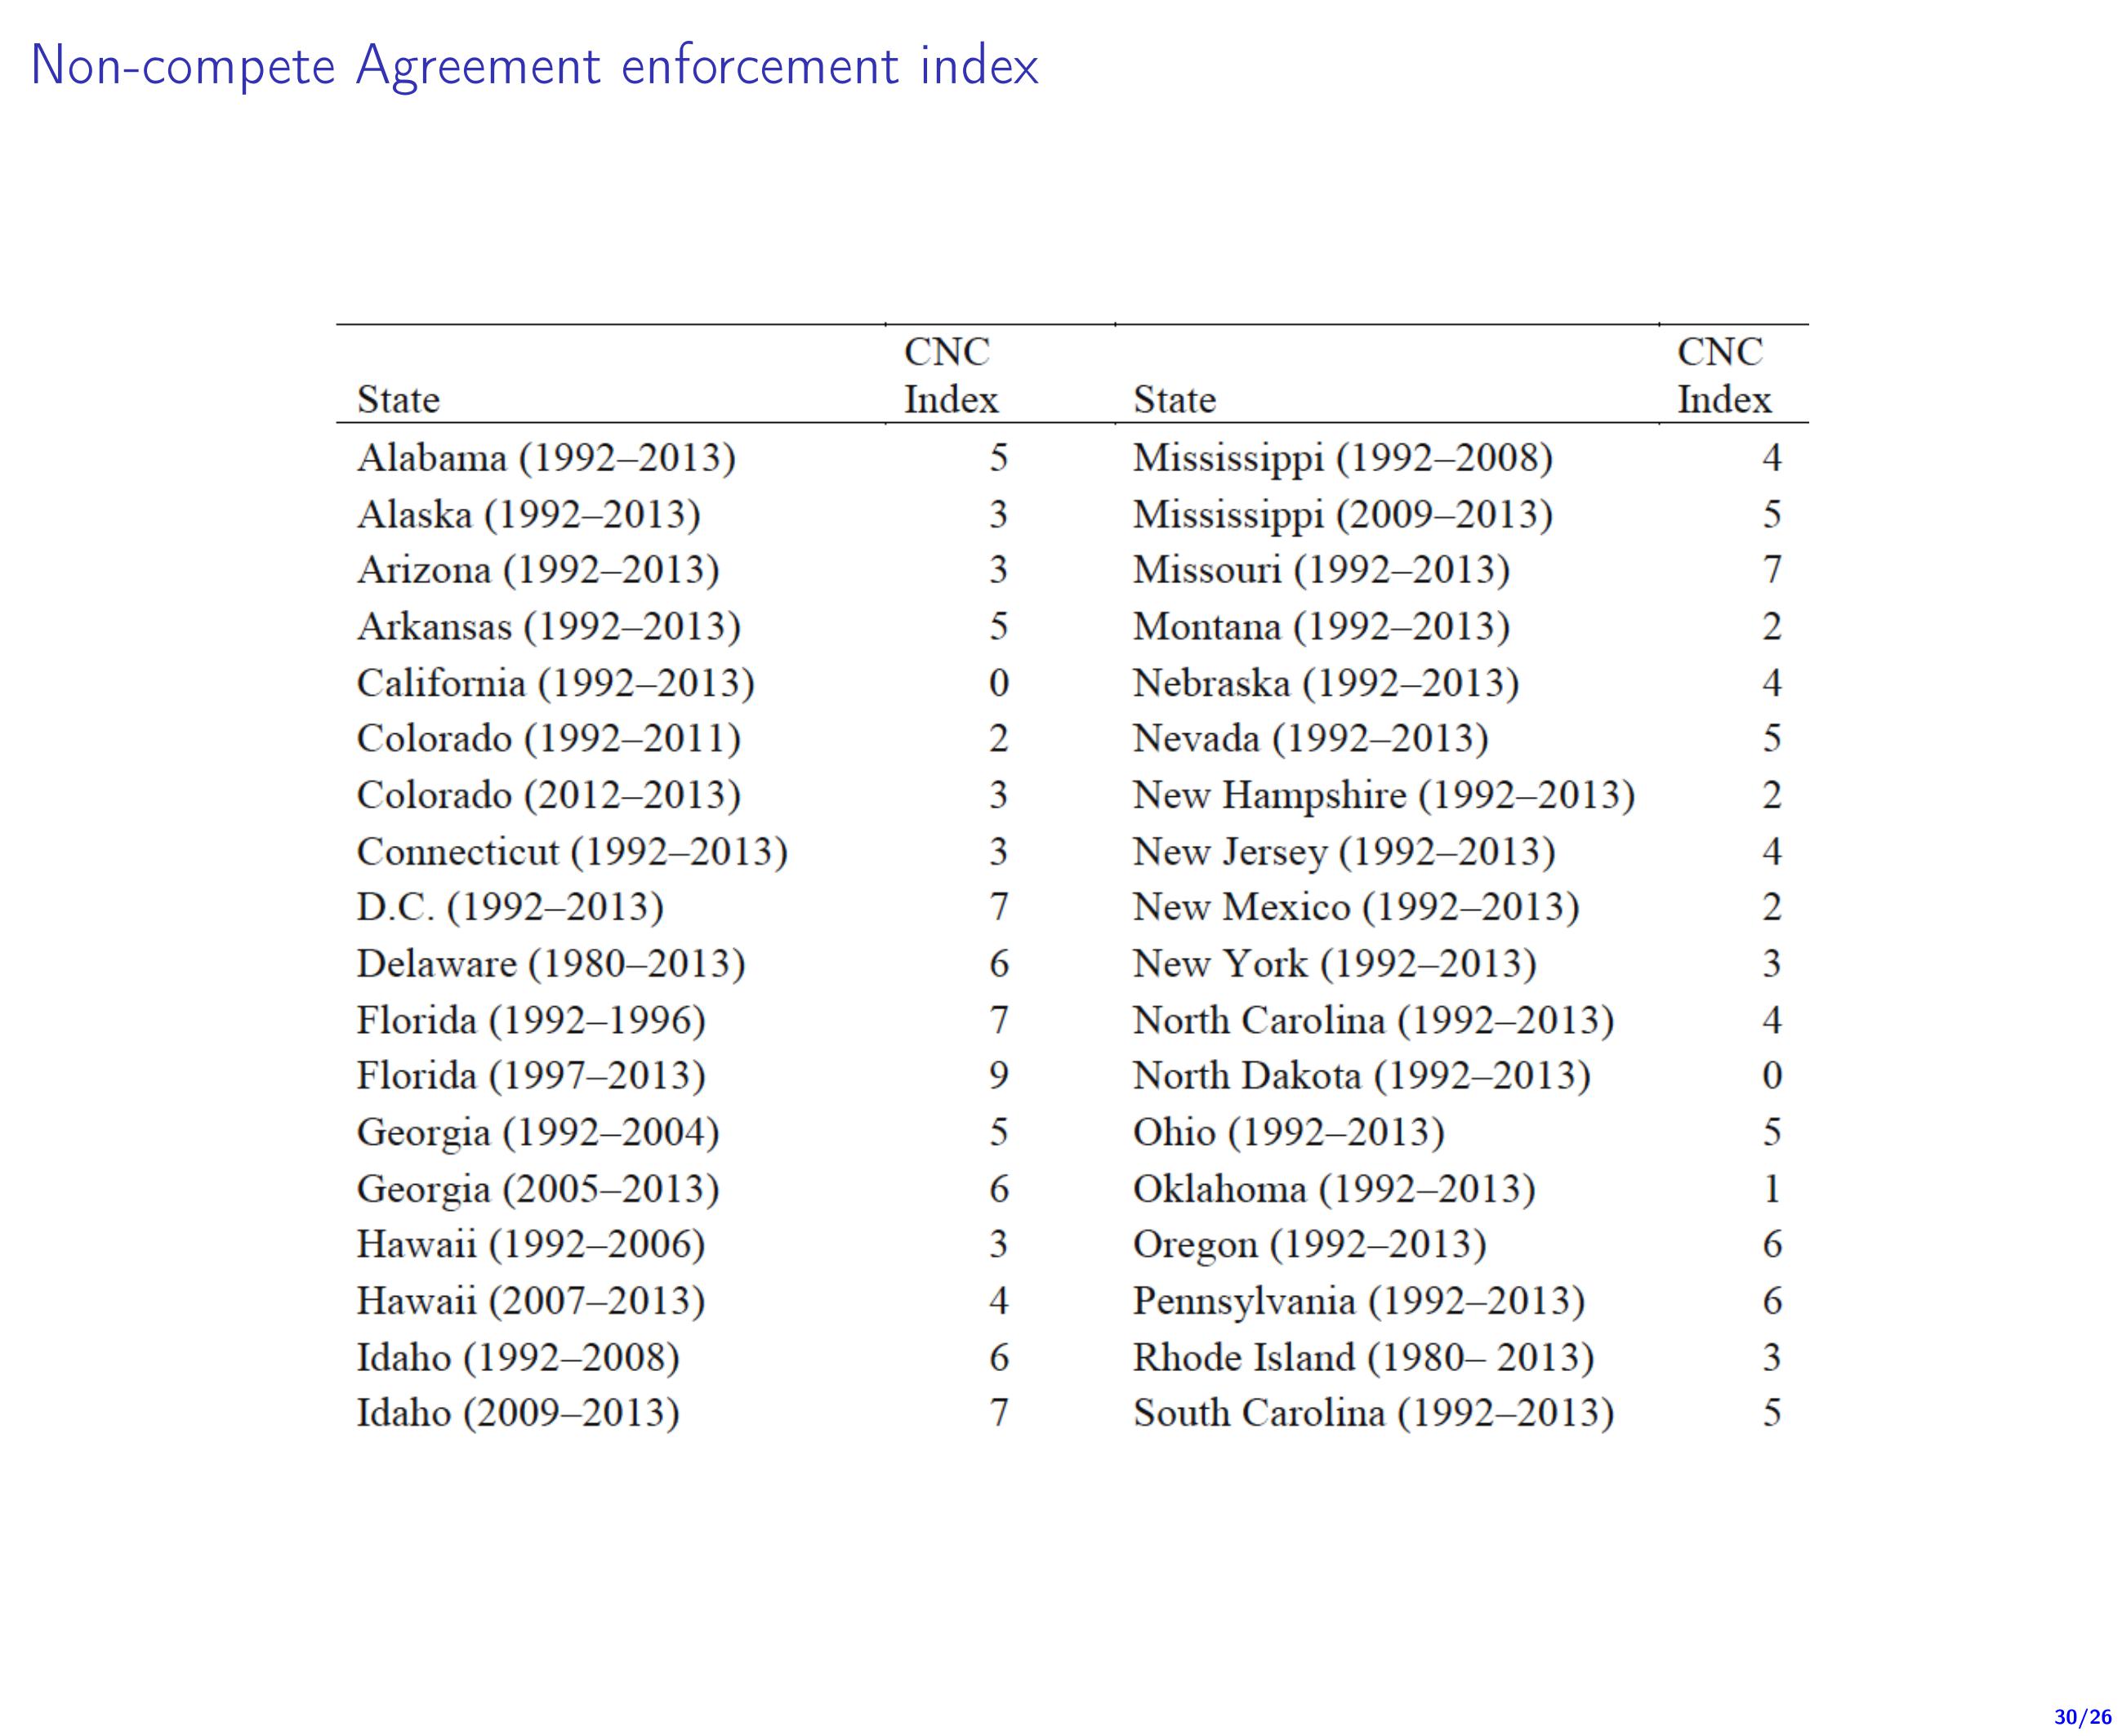 Non-compete Agreement enforcement index
CNC CNC
State Index State Index
Alabama (1992–2013) 5 Mississippi (1992–2008) 4
Alaska (1992–2013) 3 Mississippi (2009–2013) 5
Arizona (1992–2013) 3 Missouri (1992–2013) 7
Arkansas (1992–2013) 5 Montana (1992–2013) 2
California (1992–2013) 0 Nebraska (1992–2013) 4
Colorado (1992–2011) 2 Nevada (1992–2013) 5
Colorado (2012–2013) 3 New Hampshire (1992–2013) 2
Connecticut (1992–2013) 3 New Jersey (1992–2013) 4
D.C. (1992–2013) 7 New Mexico (1992–2013) 2
Delaware (1980–2013) 6 New York (1992–2013) 3
Florida (1992–1996) 7 North Carolina (1992–2013) 4
Florida (1997–2013) 9 North Dakota (1992–2013) 0
Georgia (1992–2004) 5 Ohio (1992–2013) 5
Georgia (2005–2013) 6 Oklahoma (1992–2013) 1
Hawaii (1992–2006) 3 Oregon (1992–2013) 6
Hawaii (2007–2013) 4 Pennsylvania (1992–2013) 6
Idaho (1992–2008) 6 Rhode Island (1980– 2013) 3
Idaho (2009–2013) 7 South Carolina (1992–2013) 5
30/26